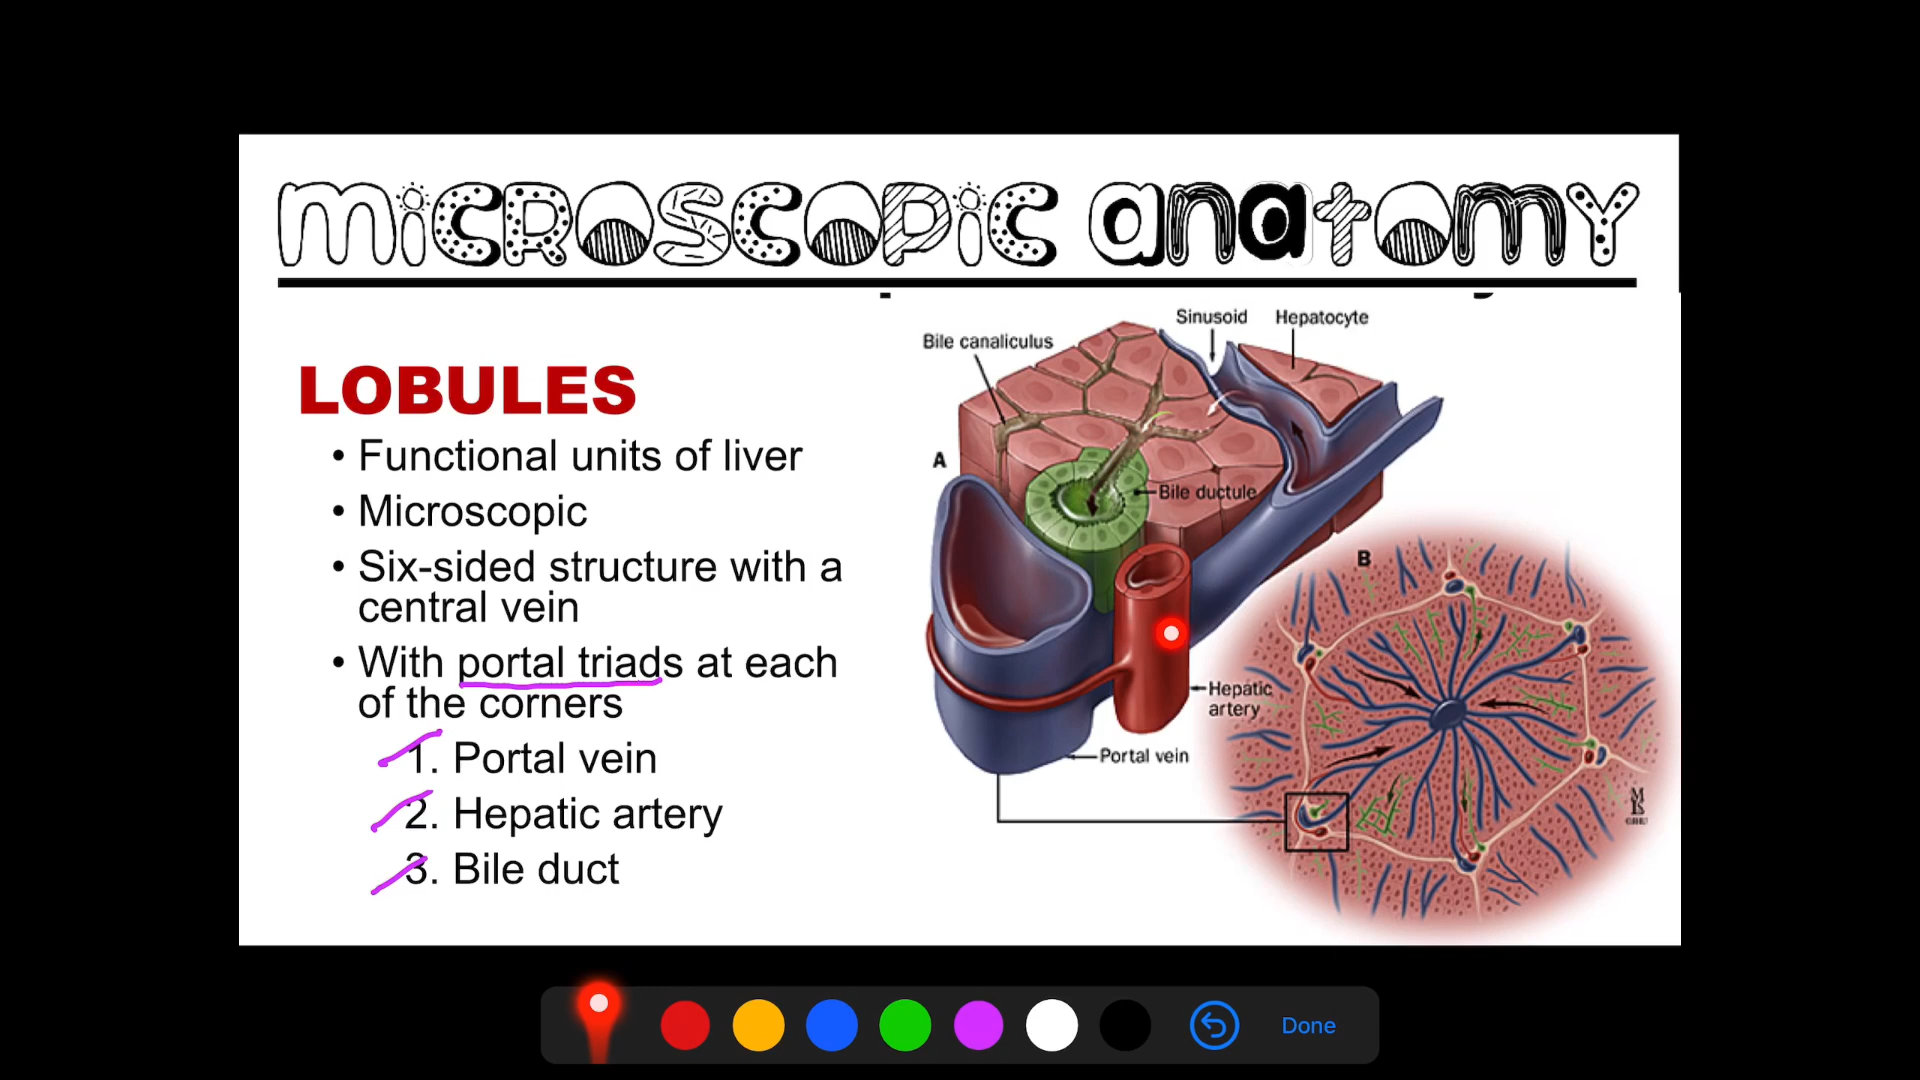 micRoscopic anatomy
LOBULES
• Functional units of liver
• Microscopic
• Six-sided structure with a
central vein
• With portal triads at each
of the corners
1. Portal vein
2. Hepatic artery
3. Bile duct
Sinusoid
Hepatocyte
Bile canaliculus
A
Bile ductule
B
Hepatic
artery
Portal vein
Done